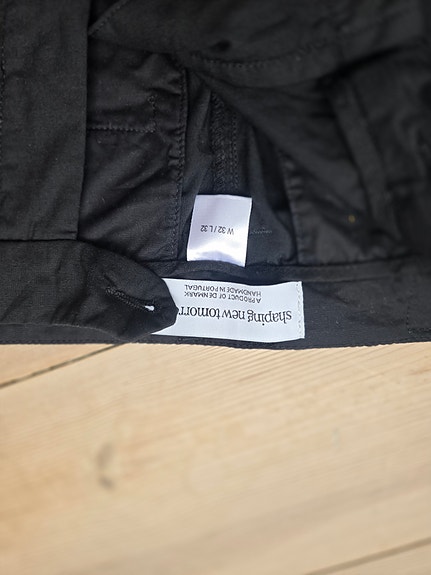 shaping new tomorr
A PRODUCT OF DENMARK
HANDMADE IN PORTUGAL
W 32 / L 32